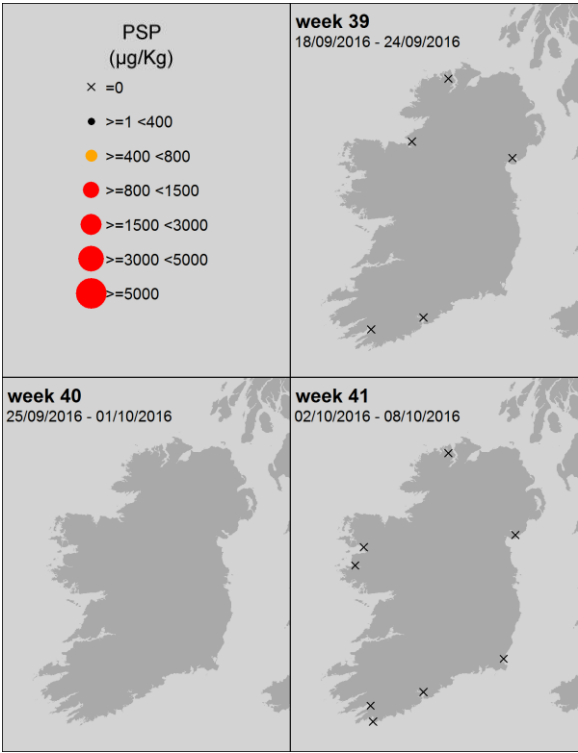 PSP
(µg/Kg)
=0
>=1 <400
>=400 <800
>=800 <1500
>=1500 <3000
>=3000 <5000
>=5000
week 39
18/09/2016 - 24/09/2016
week 40
25/09/2016 - 01/10/2016
week 41
02/10/2016 - 08/10/2016